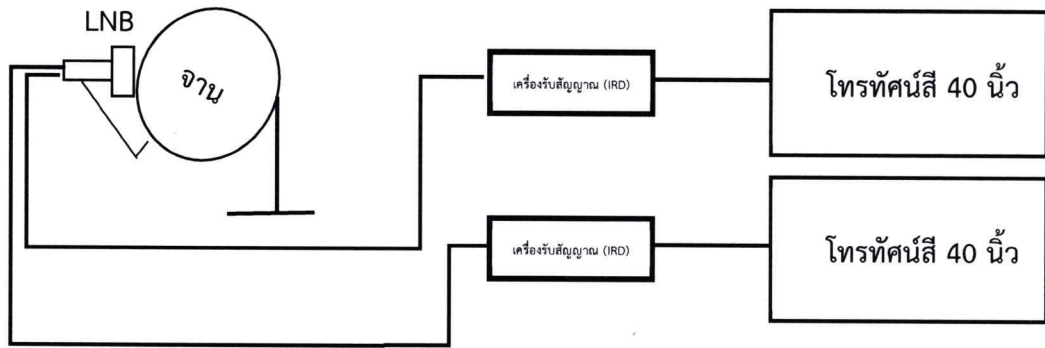 LNB
จาน
เครื่องรับสัญญาณ (IRD)
โทรทัศน์สี 40 นิ้ว
เครื่องรับสัญญาณ (IRD)
โทรทัศน์สี 40 นิ้ว